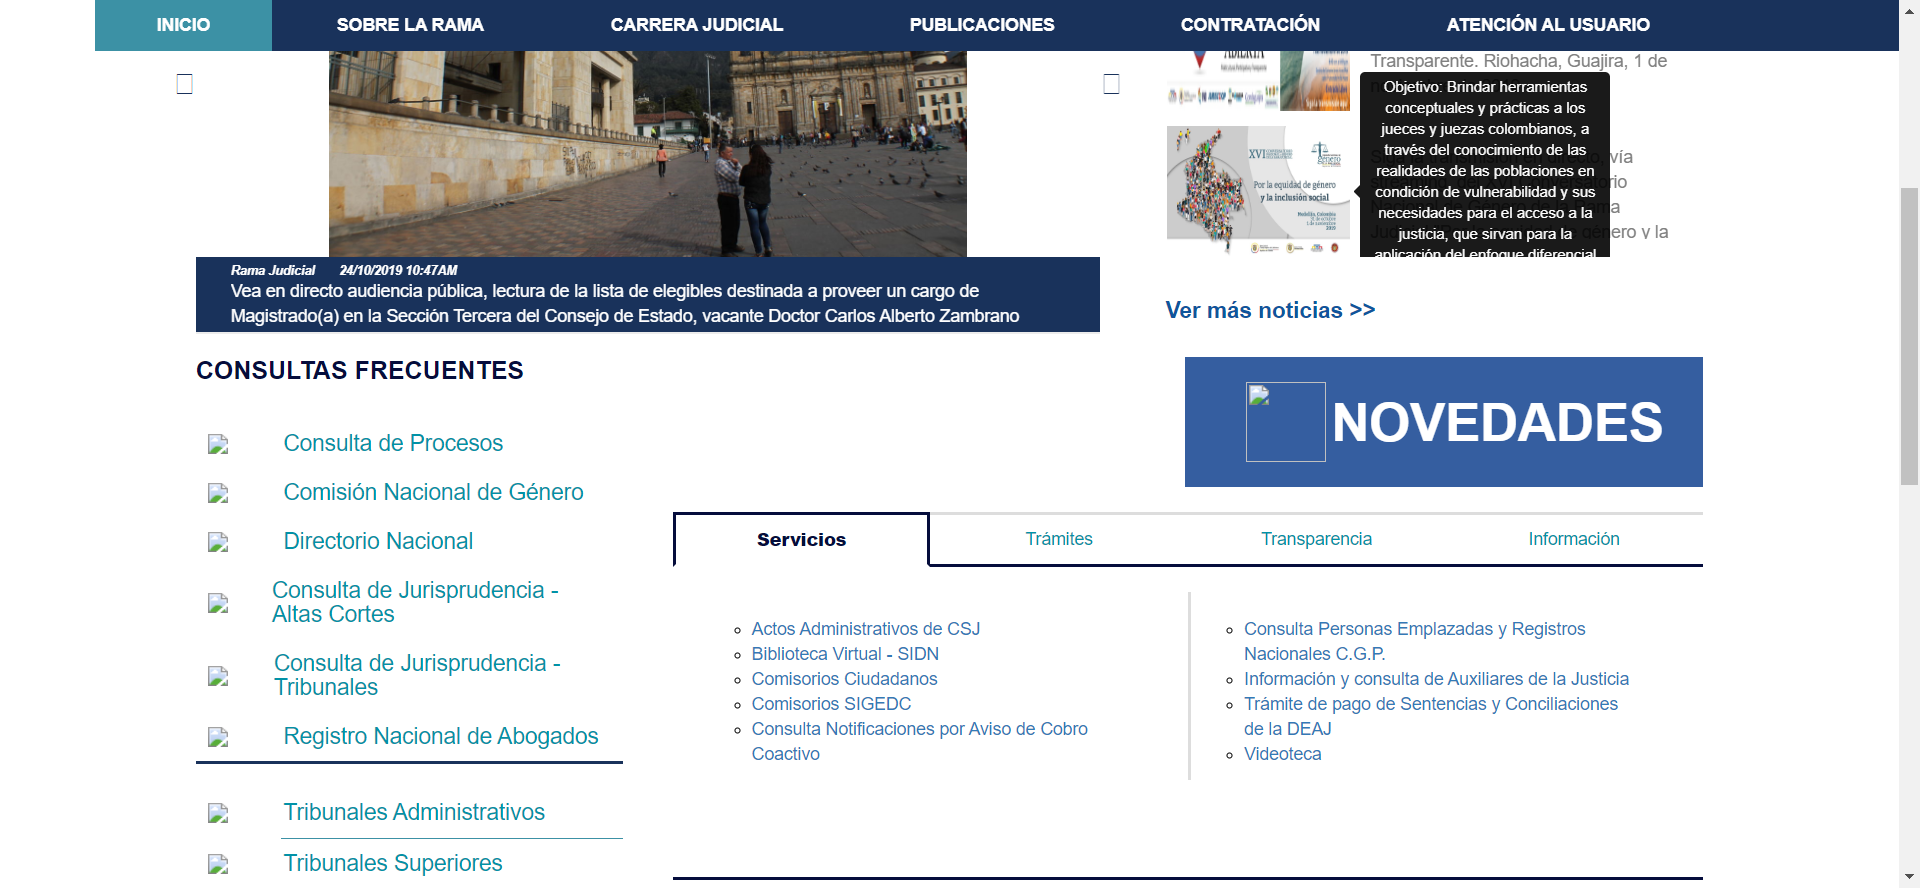 INICIO
SOBRE LA RAMA
CARRERA JUDICIAL
PUBLICACIONES
CONTRATACIÓN
ATENCIÓN AL USUARIO
ABIERTA
Transparente. Riohacha, Guajira, 1 de
Objetivo: Brindar herramientas
conceptuales y prácticas a los
jueces y juezas colombianos, a
través del conocimiento de las
realidades de las poblaciones en
condición de vulnerabilidad y sus
necesidades para el acceso a la
justicia, que sirvan para la
aplicación del enfoque diferencial
vía
género y la
XVI
género
Por la equidad de género
y la inclusión social
Medellín, Colombia
2019
Rama Judicial 24/10/2019 10:47AM
Vea en directo audiencia pública, lectura de la lista de elegibles destinada a proveer un cargo de
Magistrado(a) en la Sección Tercera del Consejo de Estado, vacante Doctor Carlos Alberto Zambrano
Ver más noticias >>
CONSULTAS FRECUENTES
Consulta de Procesos
Comisión Nacional de Género
Directorio Nacional
Consulta de Jurisprudencia -
Altas Cortes
Consulta de Jurisprudencia -
Tribunales
Registro Nacional de Abogados
Tribunales Administrativos
Tribunales Superiores
NOVEDADES
Servicios
Trámites
Transparencia
Información
Actos Administrativos de CSJ
Biblioteca Virtual - SIDN
Comisorios Ciudadanos
Comisorios SIGEDC
Consulta Notificaciones por Aviso de Cobro
Coactivo
Consulta Personas Emplazadas y Registros
Nacionales C.G.P.
Información y consulta de Auxiliares de la Justicia
Trámite de pago de Sentencias y Conciliaciones
de la DEAJ
Videoteca